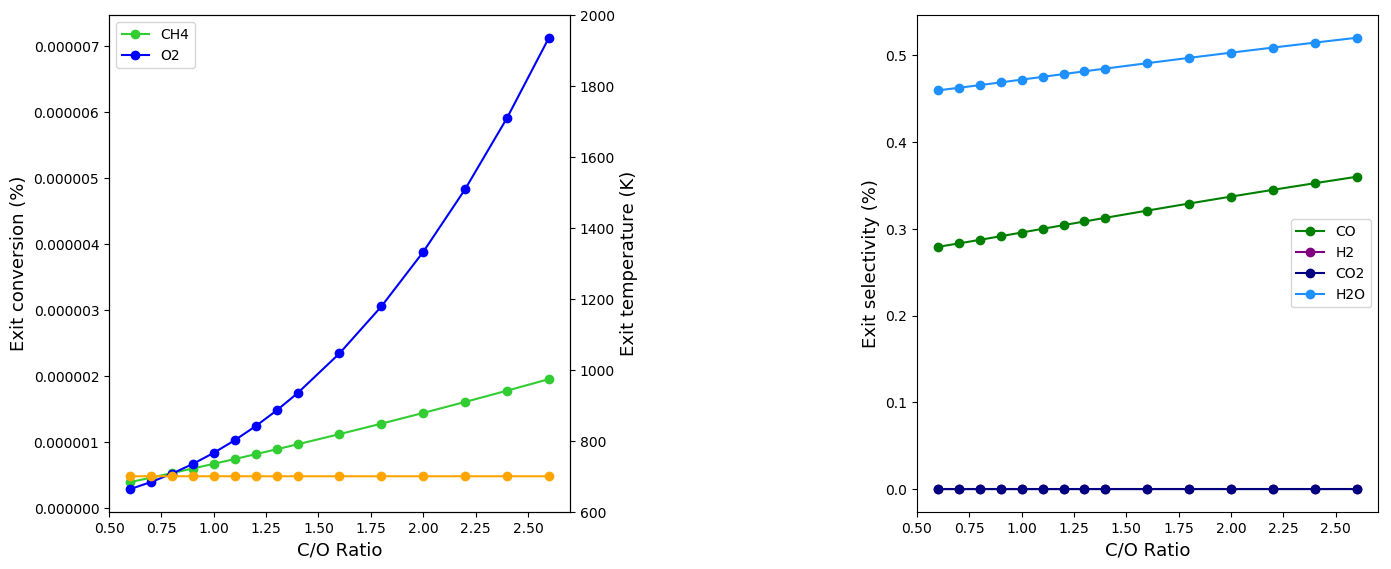 CH4
O2
Exit conversion (%)
0.000007
0.000006
0.000005
0.000004
0.000003
0.000002
0.000001
0.000000
0.50 0.75 1.00 1.25 1.50 1.75 2.00 2.25 2.50
C/O Ratio
2000
1800
1600
1400
1200
1000
800
600
Exit temperature (K)
Exit selectivity (%)
0.5
0.4
0.3
0.2
0.1
0.0
CO
H2
CO2
H2O
0.50 0.75 1.00 1.25 1.50 1.75 2.00 2.25 2.50
C/O Ratio